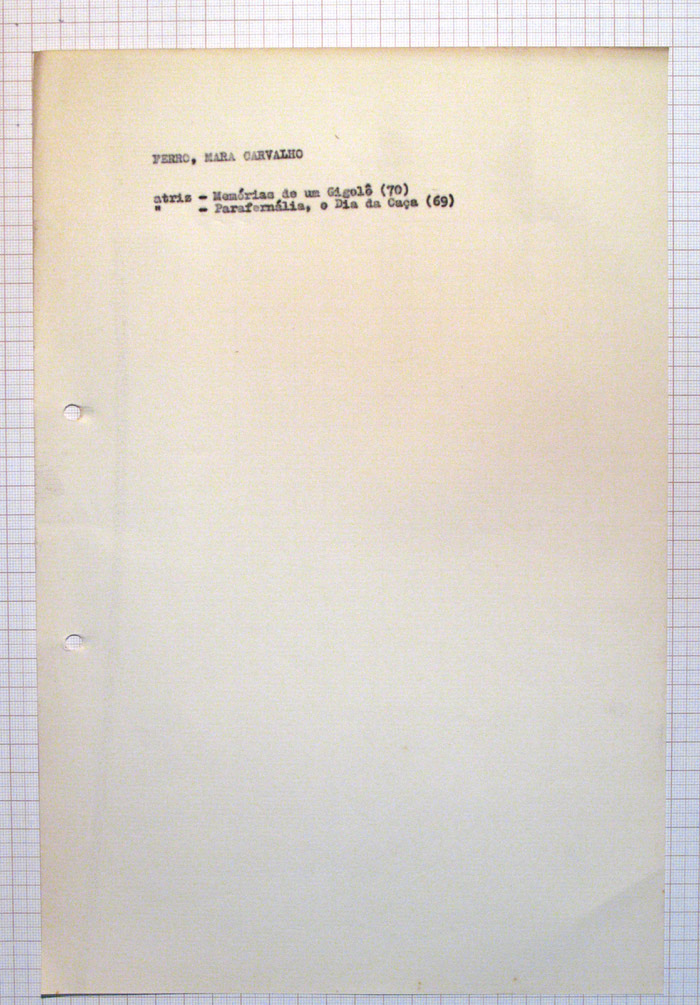 FERRO, MARA CARVALHO
atriz - Memórias de um Gigolô (70)
" - Parafernália, o Dia da Caça (69)